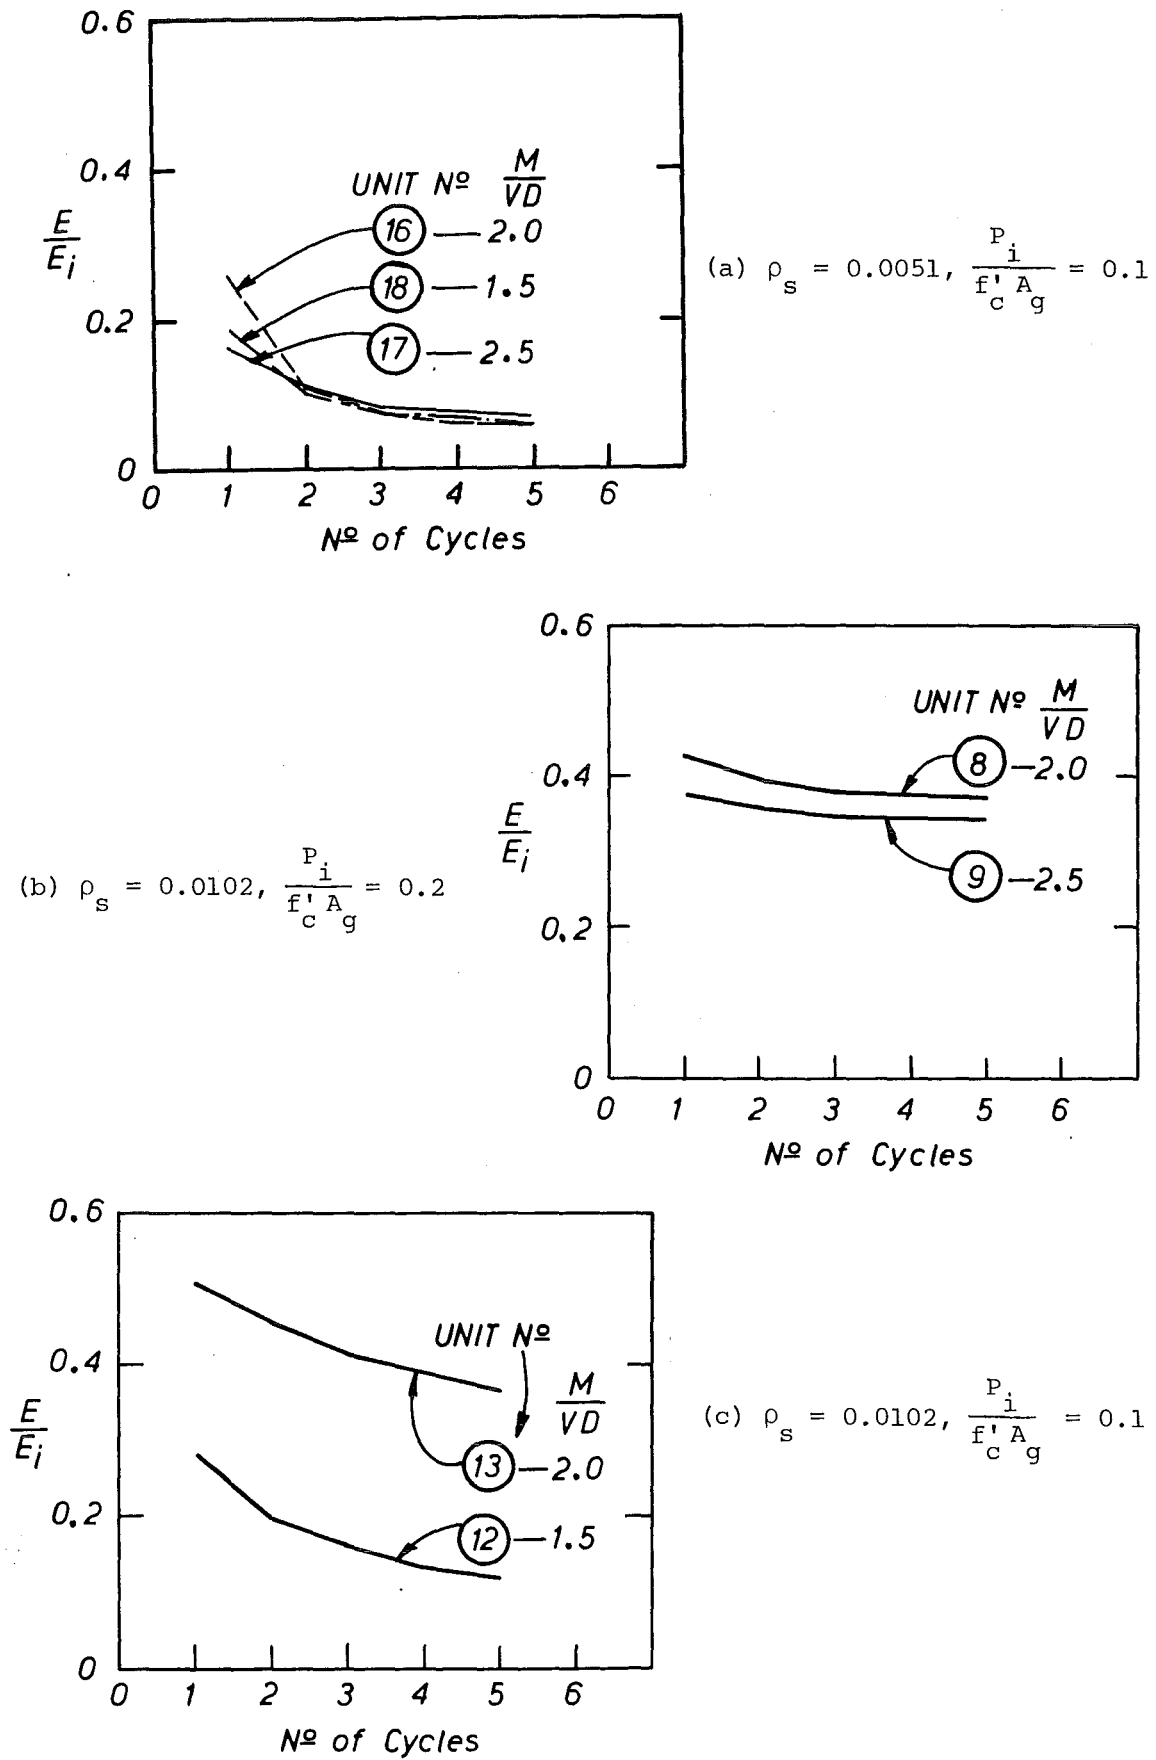 0.6
0.4
0.2
0
E
Ei
UNIT Nº M
VD
16 — 2.0
18 — 1.5
17 — 2.5
0 1 2 3 4 5 6
Nº of Cycles
(a) ρs = 0.0051, Pi
f'c Ag = 0.1
0.6
0.4
0.2
0
E
Ei
UNIT Nº M
VD
8 — 2.0
9 — 2.5
0 1 2 3 4 5 6
Nº of Cycles
(b) ρs = 0.0102, Pi
f'c Ag = 0.2
0.6
0.4
0.2
0
E
Ei
UNIT Nº
M
VD
13 — 2.0
12 — 1.5
0 1 2 3 4 5 6
Nº of Cycles
(c) ρs = 0.0102, Pi
f'c Ag = 0.1